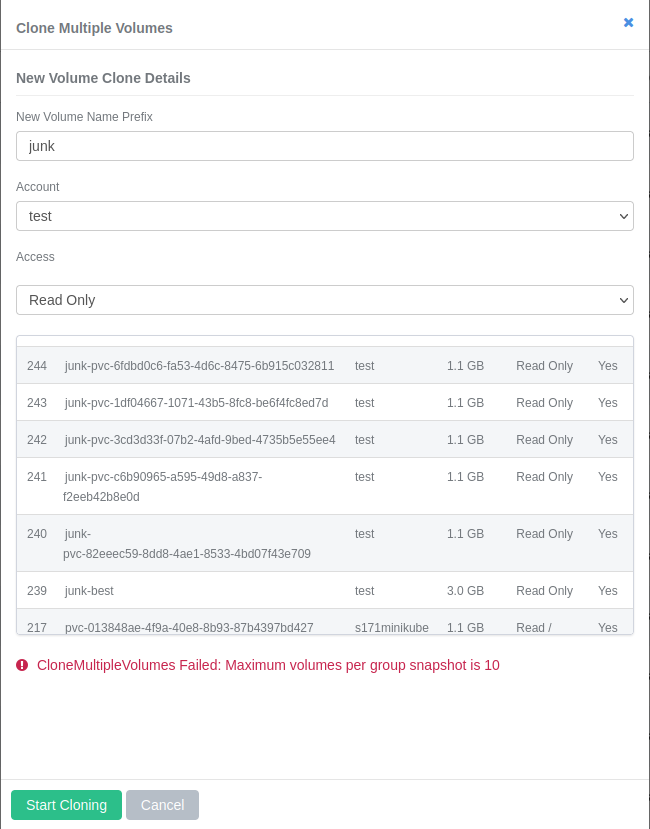 Clone Multiple Volumes
New Volume Clone Details
New Volume Name Prefix
junk
Account
test
Access
Read Only
244 junk-pvc-6fdbd0c6-fa53-4d6c-8475-6b915c032811 test 1.1 GB Read Only Yes
243 junk-pvc-1df04667-1071-43b5-8fc8-be6f4fc8ed7d test 1.1 GB Read Only Yes
242 junk-pvc-3cd3d33f-07b2-4afd-9bed-4735b5e55ee4 test 1.1 GB Read Only Yes
241 junk-pvc-c6b90965-a595-49d8-a837- test 1.1 GB Read Only Yes
f2eeb42b8e0d
240 junk- test 1.1 GB Read Only Yes
pvc-82eeec59-8dd8-4ae1-8533-4bd07f43e709
239 junk-best test 3.0 GB Read Only Yes
217 pvc-013848ae-4f9a-40e8-8b93-87b4397bd427 s171minikube 1.1 GB Read / Yes
CloneMultipleVolumes Failed: Maximum volumes per group snapshot is 10
Start Cloning Cancel